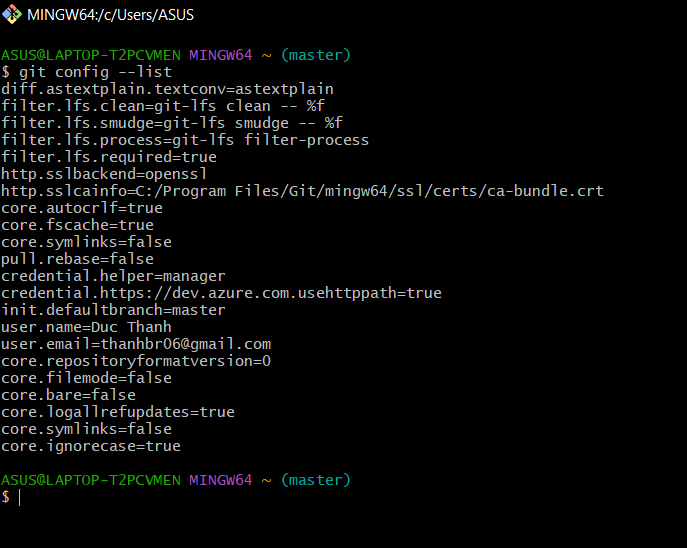 MINGW64:/c/Users/ASUS
ASUS@LAPTOP-T2PCVMEN MINGW64 ~ (master)
$ git config --list
diff.astextplain.textconv=astextplain
filter.lfs.clean=git-lfs clean -- %f
filter.lfs.smudge=git-lfs smudge -- %f
filter.lfs.process=git-lfs filter-process
filter.lfs.required=true
http.sslbackend=openssl
http.sslcainfo=C:/Program Files/Git/mingw64/ssl/certs/ca-bundle.crt
core.autocrlf=true
core.fscache=true
core.symlinks=false
pull.rebase=false
credential.helper=manager
credential.https://dev.azure.com.usehttppath=true
init.defaultbranch=master
user.name=Duc Thanh
user.email=thanhbr06@gmail.com
core.repositoryformatversion=0
core.filemode=false
core.bare=false
core.logallrefupdates=true
core.symlinks=false
core.ignorecase=true
ASUS@LAPTOP-T2PCVMEN MINGW64 ~ (master)
$